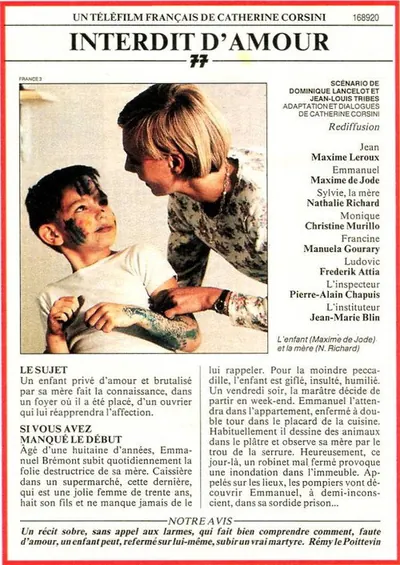 UN TÉLÉFILM FRANÇAIS DE CATHERINE CORSINI
168920
INTERDIT D'AMOUR
77
FRANCE 3
SCÉNARIO DE
DOMINIQUE LANCELOT ET
JEAN-LOUIS TRIBES
ADAPTATION ET DIALOGUES
DE CATHERINE CORSINI
Rediffusion
Jean
Maxime Leroux
Emmanuel
Maxime de Jode
Sylvie, la mère
Nathalie Richard
Monique
Christine Murillo
Francine
Manuela Gourary
Ludovic
Frederik Attia
L'inspecteur
Pierre-Alain Chapuis
L'instituteur
Jean-Marie Blin
L'enfant (Maxime de Jode)
et la mère (N. Richard)
LE SUJET
Un enfant privé d'amour et brutalisé
par sa mère fait la connaissance, dans
un foyer où il a été placé, d'un ouvrier
qui lui réapprendra l'affection.
SI VOUS AVEZ
MANQUÉ LE DÉBUT
Âgé d'une huitaine d'années, Emma-
nuel Brémont subit quotidiennement la
folie destructrice de sa mère. Caissière
dans un supermarché, cette dernière,
qui est une jolie femme de trente ans,
hait son fils et ne manque jamais de le
lui rappeler. Pour la moindre pecca-
dille, l'enfant est giflé, insulté, humilié.
Un vendredi soir, la marâtre décide de
partir en week-end. Emmanuel l'atten-
dra dans l'appartement, enfermé à dou-
ble tour dans le placard de la cuisine.
Habituellement il dessine des animaux
dans le plâtre et observe sa mère par le
trou de la serrure. Heureusement, ce
jour-là, un robinet mal fermé provoque
une inondation dans l'immeuble. Ap-
pelés sur les lieux, les pompiers vont dé-
couvrir Emmanuel, à demi-incons-
cient, dans sa sordide prison...
NOTRE AVIS
Un récit sobre, sans appel aux larmes, qui fait bien comprendre comment, faute
d'amour, un enfant peut, refermé sur lui-même, subir un vrai martyre. Rémy le Poittevin